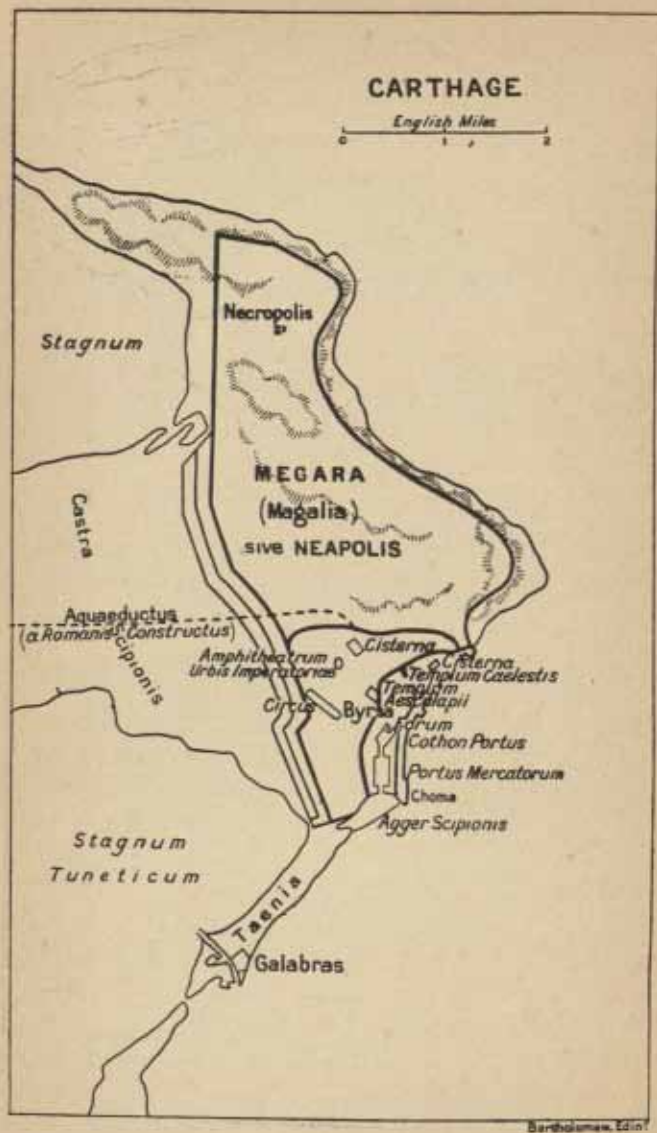 CARTHAGE
English Miles
0 1 2
Necropolis
Stagnum
MEGARA
(Magalia)
SIVE NEAPOLIS
Castra
Scipionis
Aquaeductus
(a Romanis Constructus)
Cisterna
Amphitheatrum
Urbis Imperatoriae
Cisterna
Templum Caelestis
Templum
Aesculapii
Circus
Byrsa
Forum
Cothon Portus
Portus Mercatorum
Choma
Agger Scipionis
Stagnum
Tuneticum
Taenia
Galabras
Bartholomew, Edinr